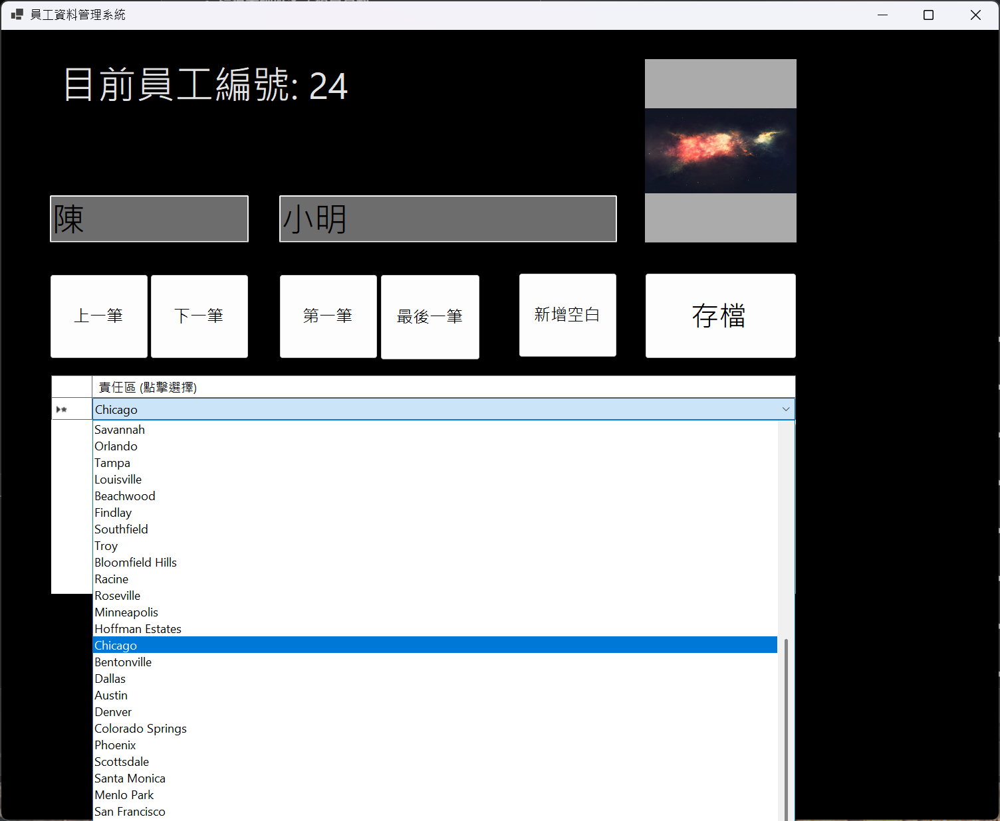 員工資料管理系統
目前員工編號: 24
陳
小明
上一筆
下一筆
第一筆
最後一筆
新增空白
存檔
責任區 (點擊選擇)
Chicago
Savannah
Orlando
Tampa
Louisville
Beachwood
Findlay
Southfield
Troy
Bloomfield Hills
Racine
Roseville
Minneapolis
Hoffman Estates
Chicago
Bentonville
Dallas
Austin
Denver
Colorado Springs
Phoenix
Scottsdale
Santa Monica
Menlo Park
San Francisco